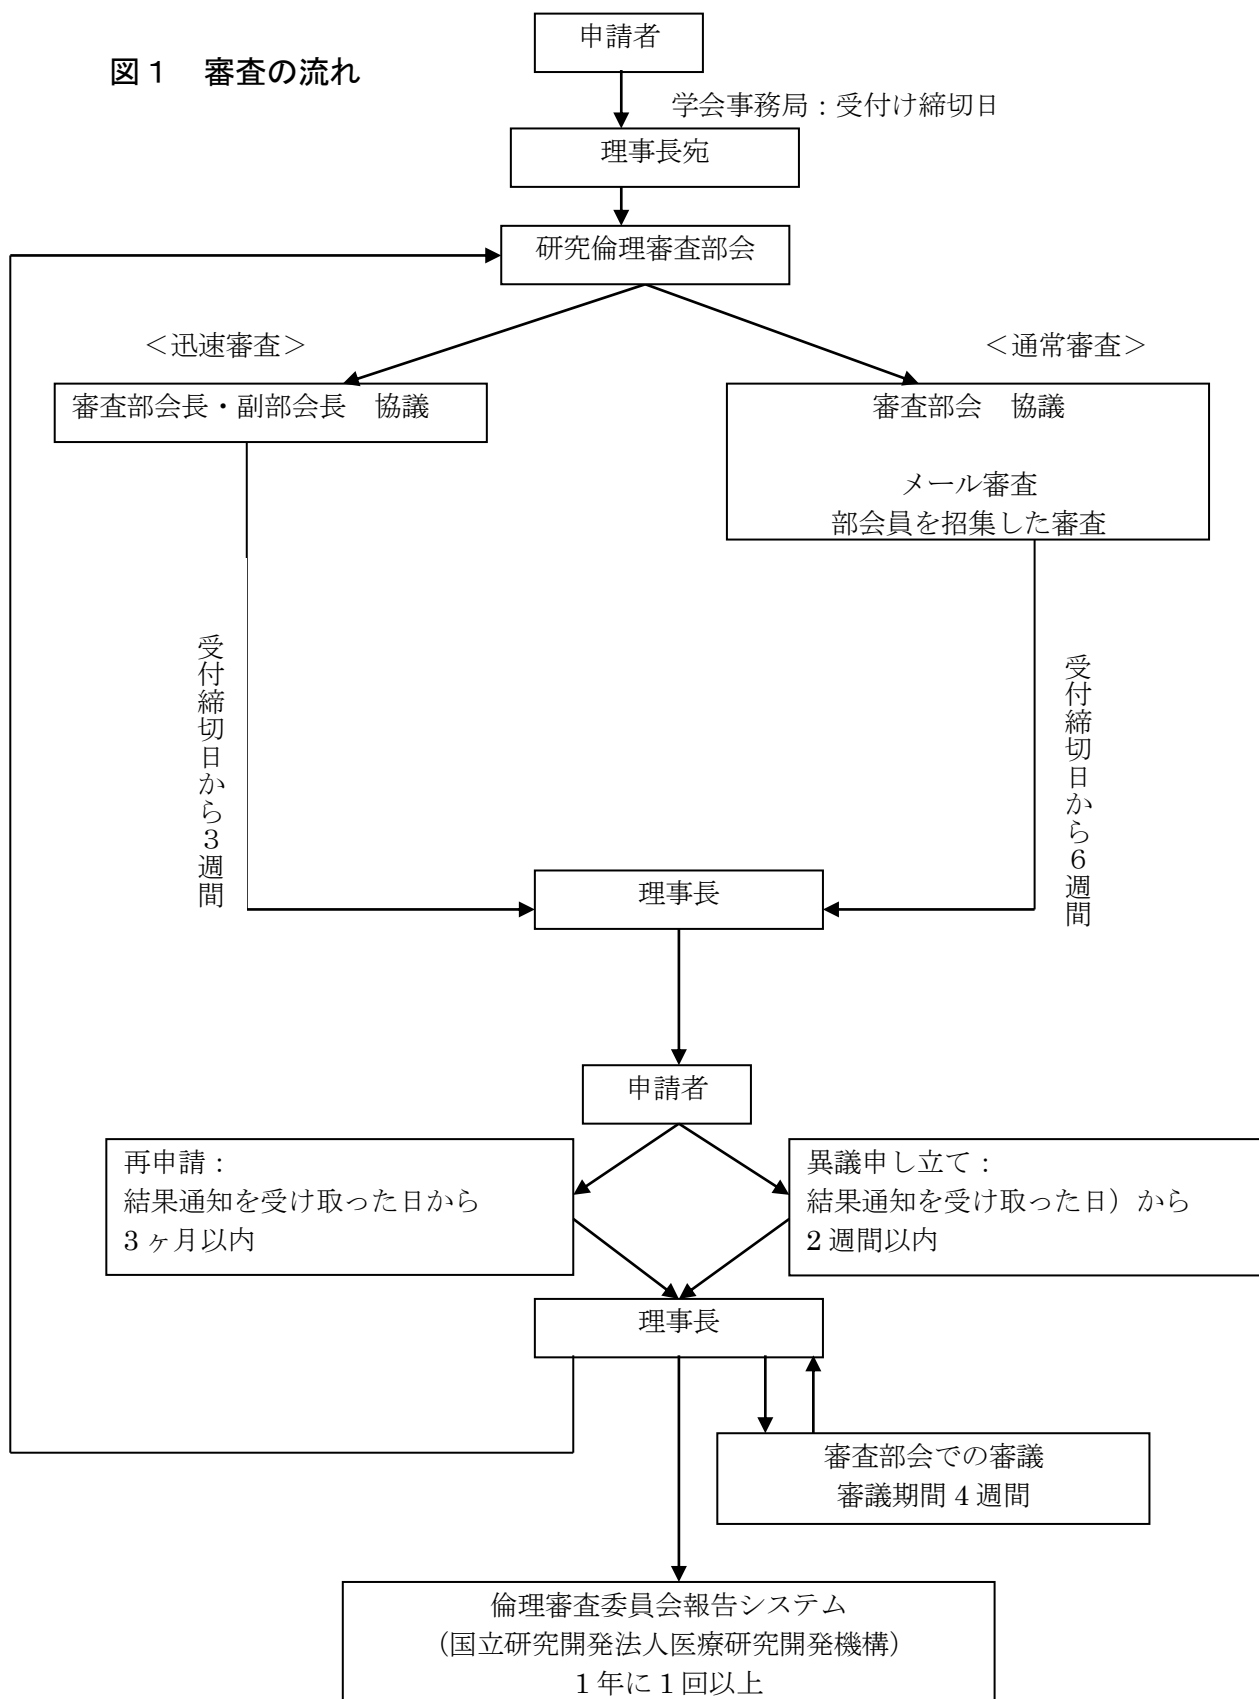 図１　審査の流れ
申請者
学会事務局：受付け締切日
理事長宛
研究倫理審査部会
＜迅速審査＞
＜通常審査＞
審査部会長・副部会長　協議
審査部会　協議
メール審査
部会員を招集した審査
受付締切日から３週間
受付締切日から６週間
理事長
申請者
再申請：
結果通知を受け取った日から
3 ヶ月以内
異議申し立て：
結果通知を受け取った日）から
2 週間以内
理事長
審査部会での審議
審議期間 4 週間
倫理審査委員会報告システム
（国立研究開発法人医療研究開発機構）
1 年に 1 回以上